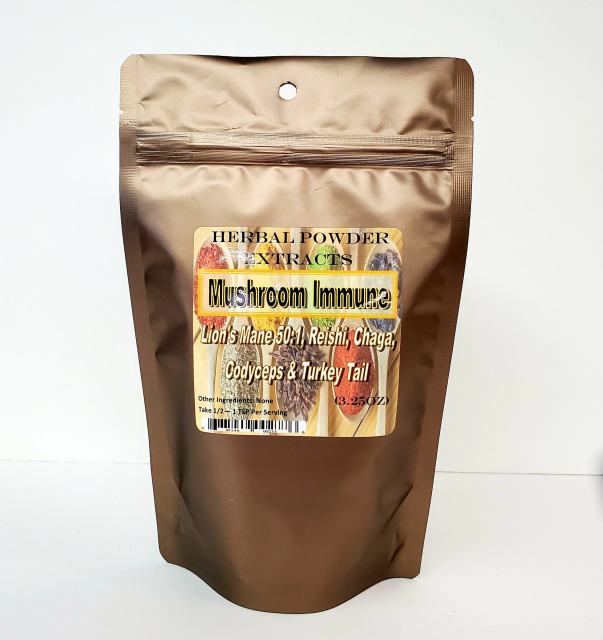 HERBAL POWDER
EXTRACTS
Mushroom Immune
Lion's Mane 50:1, Reishi, Chaga,
Codyceps & Turkey Tail
(3.25OZ)
Other Ingredients: None
Take 1/2 — 1 TSP Per Serving